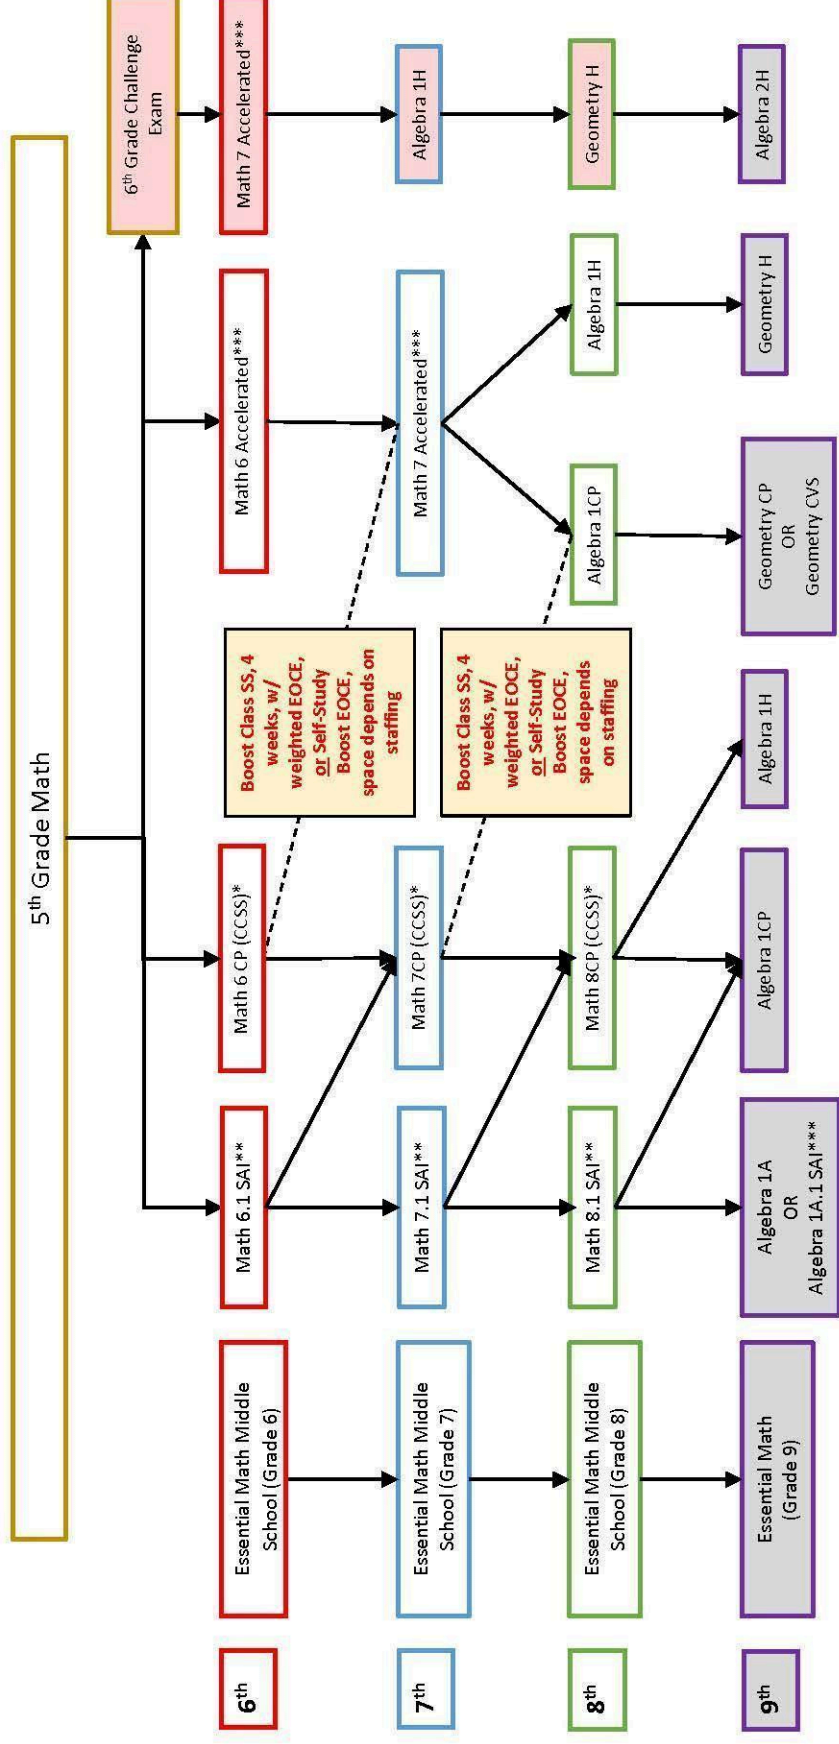 5th Grade Math
6th Grade Challenge
Exam
6th
Essential Math Middle
School (Grade 6)
Math 6.1 SAI**
Math 6 CP (CCSS)*
Math 6 Accelerated***
Math 7 Accelerated***
Boost Class SS, 4
weeks, w/
weighted EOCE,
or Self-Study
Boost EOCE,
space depends on
staffing
7th
Essential Math Middle
School (Grade 7)
Math 7.1 SAI**
Math 7CP (CCSS)*
Math 7 Accelerated***
Algebra 1H
Boost Class SS, 4
weeks, w/
weighted EOCE,
or Self-Study
Boost EOCE,
space depends
on staffing
8th
Essential Math Middle
School (Grade 8)
Math 8.1 SAI**
Math 8CP (CCSS)*
Algebra 1CP
Algebra 1H
Geometry H
9th
Essential Math
(Grade 9)
Algebra 1A
OR
Algebra 1A.1 SAI***
Algebra 1CP
Algebra 1H
Geometry CP
OR
Geometry CVS
Geometry H
Algebra 2H